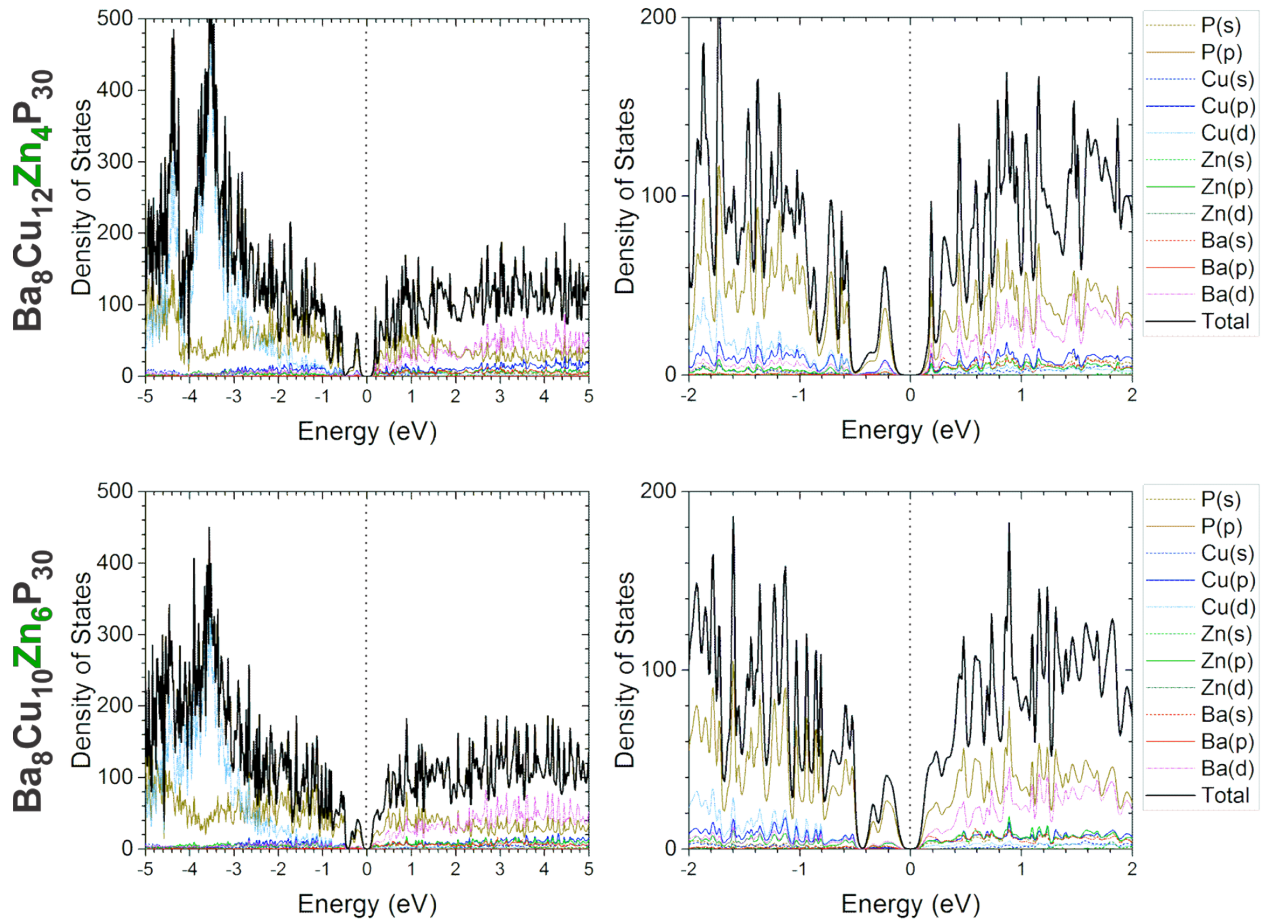 Ba8Cu12Zn4P30
Density of States
500
400
300
200
100
0
-5 -4 -3 -2 -1 0 1 2 3 4 5
Energy (eV)
Density of States
200
100
0
-2 -1 0 1 2
Energy (eV)
P(s)
P(p)
Cu(s)
Cu(p)
Cu(d)
Zn(s)
Zn(p)
Zn(d)
Ba(s)
Ba(p)
Ba(d)
Total
Ba8Cu10Zn6P30
Density of States
500
400
300
200
100
0
-5 -4 -3 -2 -1 0 1 2 3 4 5
Energy (eV)
Density of States
200
100
0
-2 -1 0 1 2
Energy (eV)
P(s)
P(p)
Cu(s)
Cu(p)
Cu(d)
Zn(s)
Zn(p)
Zn(d)
Ba(s)
Ba(p)
Ba(d)
Total